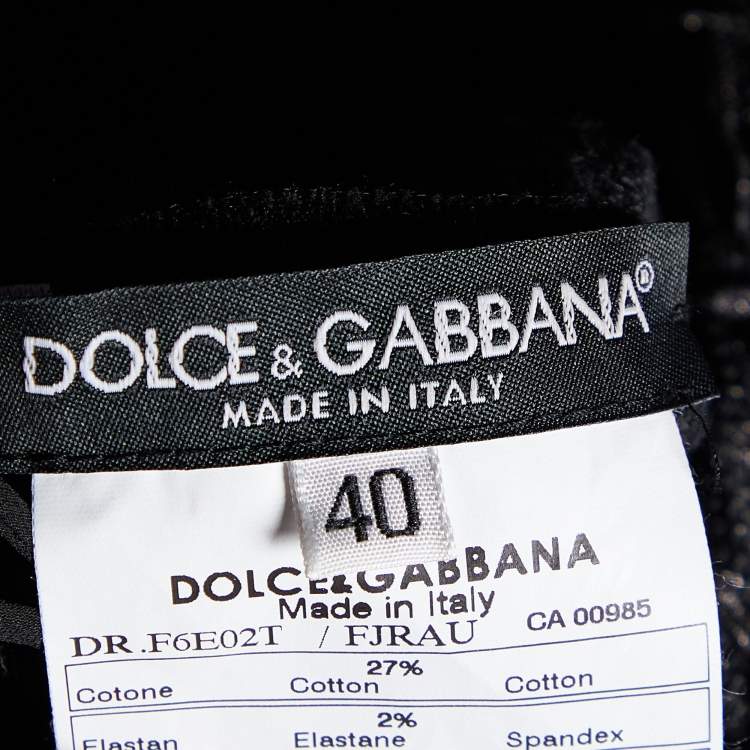 DOLCE & GABBANA®
MADE IN ITALY
40
DOLCE&GABBANA
Made in Italy
DR.F6E02T / FJRAU CA 00985
27%
Cotone Cotton Cotton
2%
Elastan Elastane Spandex